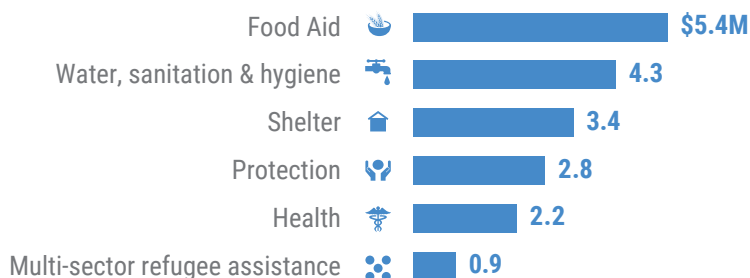 Food Aid $5.4M
Water, sanitation & hygiene 4.3
Shelter 3.4
Protection 2.8
Health 2.2
Multi-sector refugee assistance 0.9